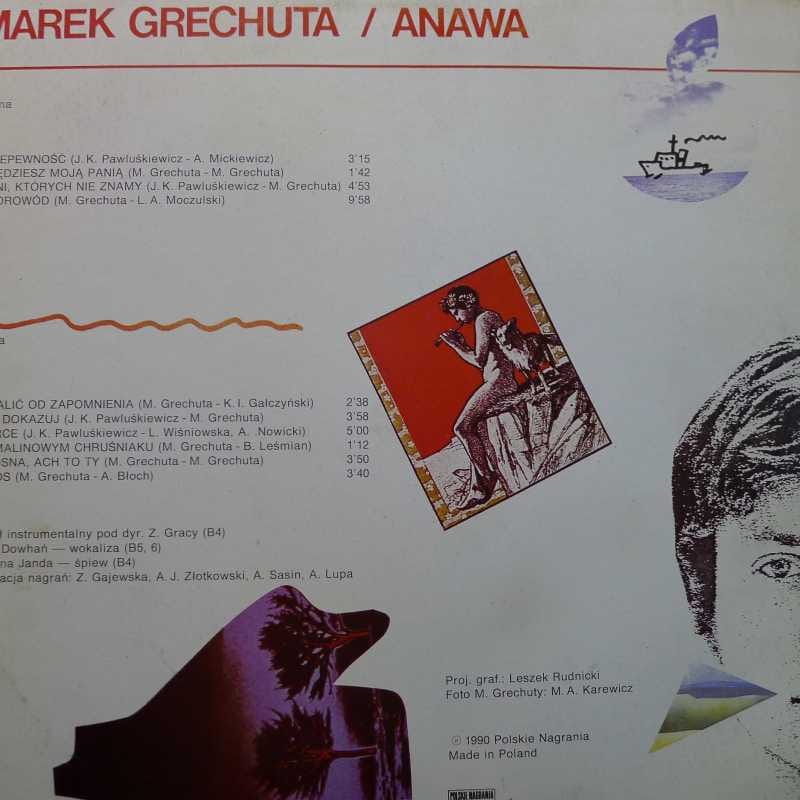 MAREK GRECHUTA / ANAWA
EPEWNOŚĆ (J. K. Pawluśkiewicz - A. Mickiewicz) 3'15
ĘDZIESZ MOJĄ PANIĄ (M. Grechuta - M. Grechuta) 1'42
NI, KTÓRYCH NIE ZNAMY (J. K. Pawluśkiewicz - M. Grechuta) 4'53
OROWÓD (M. Grechuta - L. A. Moczulski) 9'58
a
ALIĆ OD ZAPOMNIENIA (M. Grechuta - K. I. Gałczyński) 2'38
DOKAZUJ (J. K. Pawluśkiewicz - M. Grechuta) 3'58
RCE (J. K. Pawluśkiewicz - L. Wiśniowska, A. Nowicki) 5'00
MALINOWYM CHRUŚNIAKU (M. Grechuta - B. Leśmian) 1'12
OSNA, ACH TO TY (M. Grechuta - M. Grechuta) 3'50
OS (M. Grechuta - A. Błoch) 3'40
ł instrumentalny pod dyr. Z. Gracy (B4)
Dowhań — wokaliza (B5, 6)
na Janda — śpiew (B4)
acja nagrań: Z. Gajewska, A. J. Złotkowski, A. Sasin, A. Lupa
Proj. graf.: Leszek Rudnicki
Foto M. Grechuty: M. A. Karewicz
℗ 1990 Polskie Nagrania
Made in Poland
POLSKIE NAGRANIA